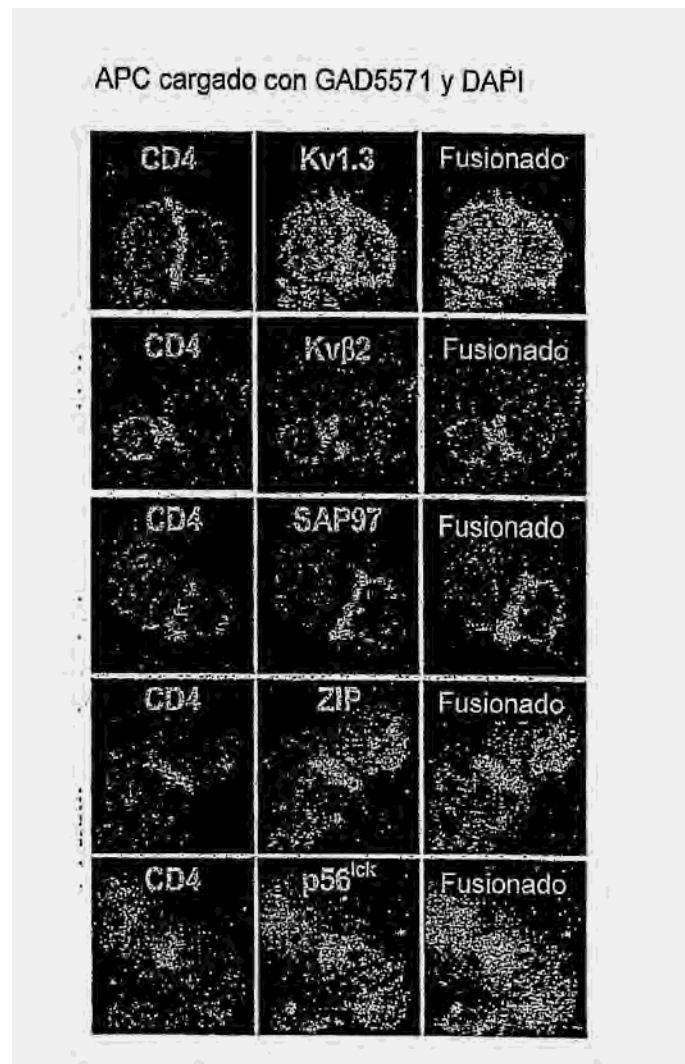 APC cargado con GAD5571 y DAPI
CD4 Kv1.3 Fusionado
CD4 Kvβ2 Fusionado
CD4 SAP97 Fusionado
CD4 ZIP Fusionado
CD4 p56lck Fusionado